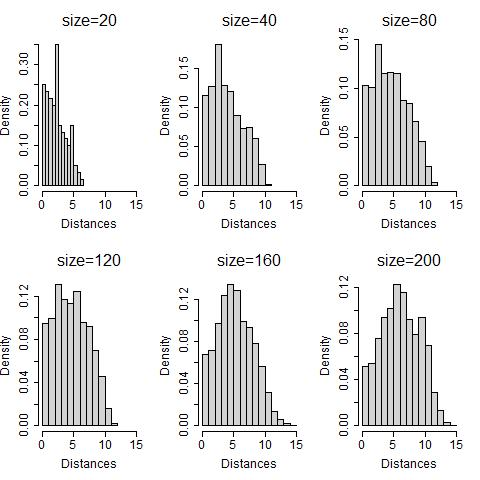 size=20 size=40 size=80
Density 0.00 0.10 0.20 0.30 Density 0.00 0.05 0.10 0.15 Density 0.00 0.05 0.10 0.15
0 5 10 15 0 5 10 15 0 5 10 15
Distances Distances Distances
size=120 size=160 size=200
Density 0.00 0.04 0.08 0.12 Density 0.00 0.04 0.08 0.12 Density 0.00 0.04 0.08 0.12
0 5 10 15 0 5 10 15 0 5 10 15
Distances Distances Distances